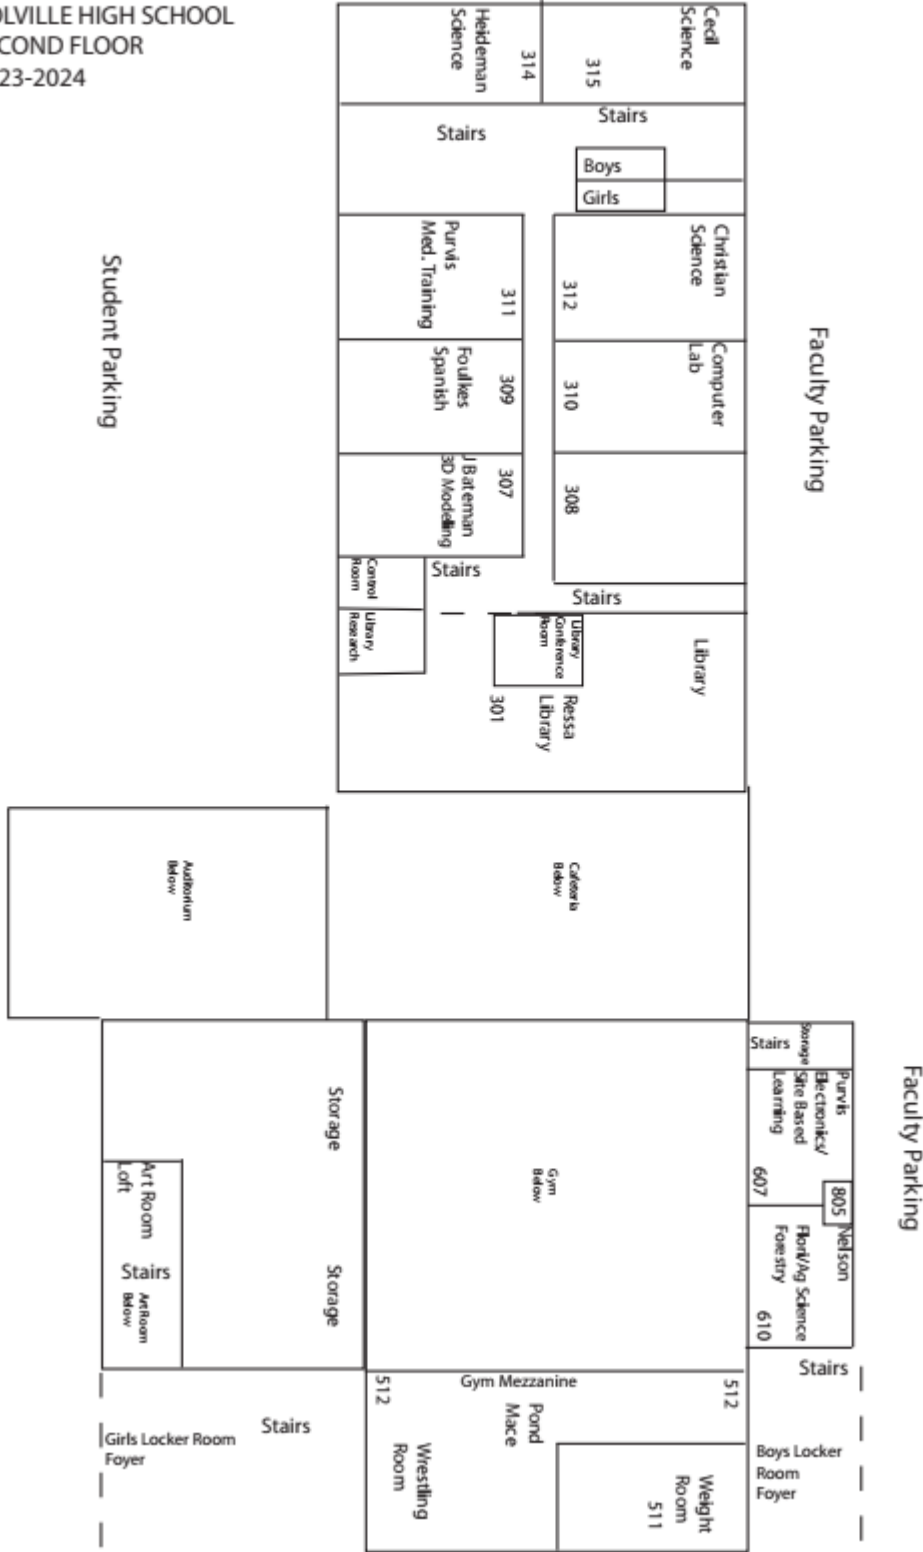 OLVILLE HIGH SCHOOL
COND FLOOR
23-2024
Heideman
Science
314
Cecil
Science
315
Stairs
Stairs
Boys
Girls
Purvis
Med. Training
311
Christian
Science
312
Student Parking
Faculty Parking
Foulkes
Spanish
309
Computer
Lab
310
J Bateman
3D Modelling
307
308
Control
Room
Stairs
Stairs
Library
Research
Library
Conference
Room
Library
Ressa
Library
301
Auditorium
Below
Cafeteria
Below
Stairs
Storage
Purvis
Electronics/
Site Based
Learning
607
805
Faculty Parking
Storage
Gym
Below
Art Room
Loft
Stairs
Art Room
Below
Storage
Nelson
Flori/Ag Science
Forestry
610
Stairs
512
Gym Mezzanine
512
Pond
Mace
Girls Locker Room
Foyer
Stairs
Wrestling
Room
Weight
Room
511
Boys Locker
Room
Foyer